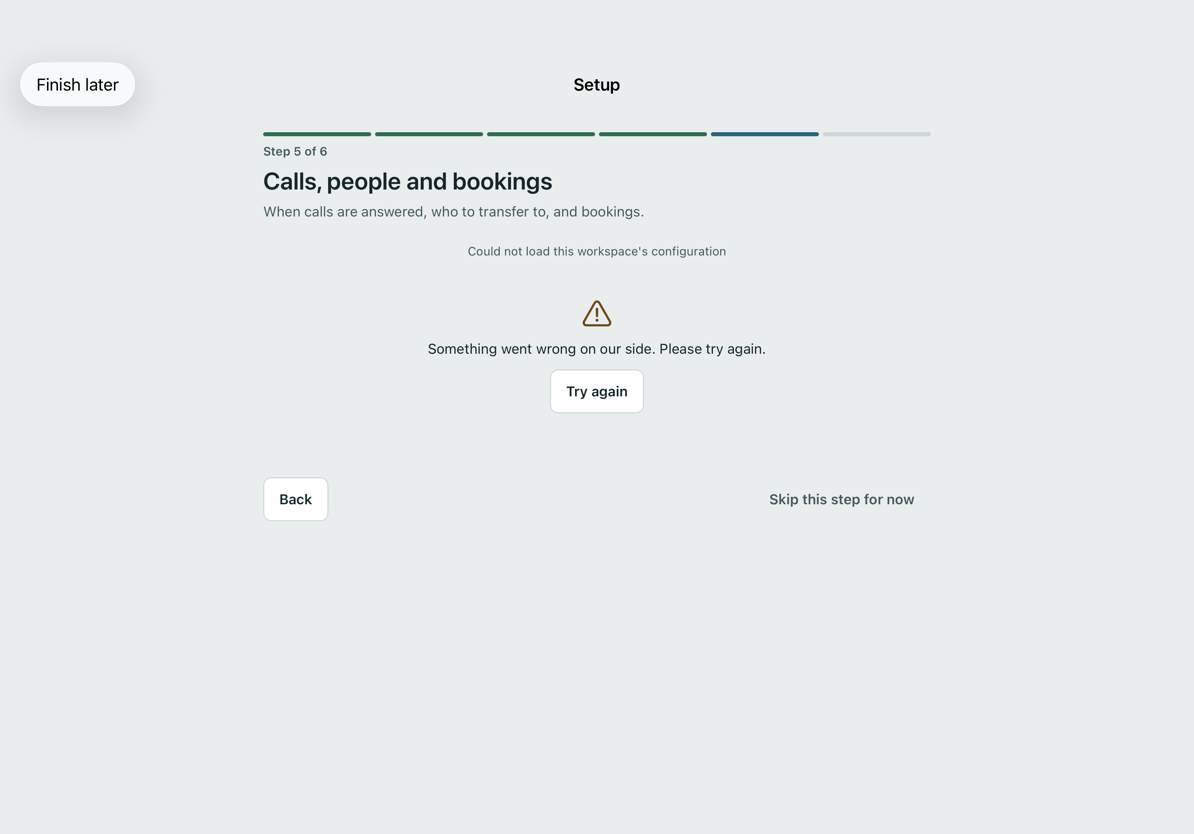 Finish later
Setup
Step 5 of 6
Calls, people and bookings
When calls are answered, who to transfer to, and bookings.
Could not load this workspace's configuration
Something went wrong on our side. Please try again.
Try again
Back
Skip this step for now